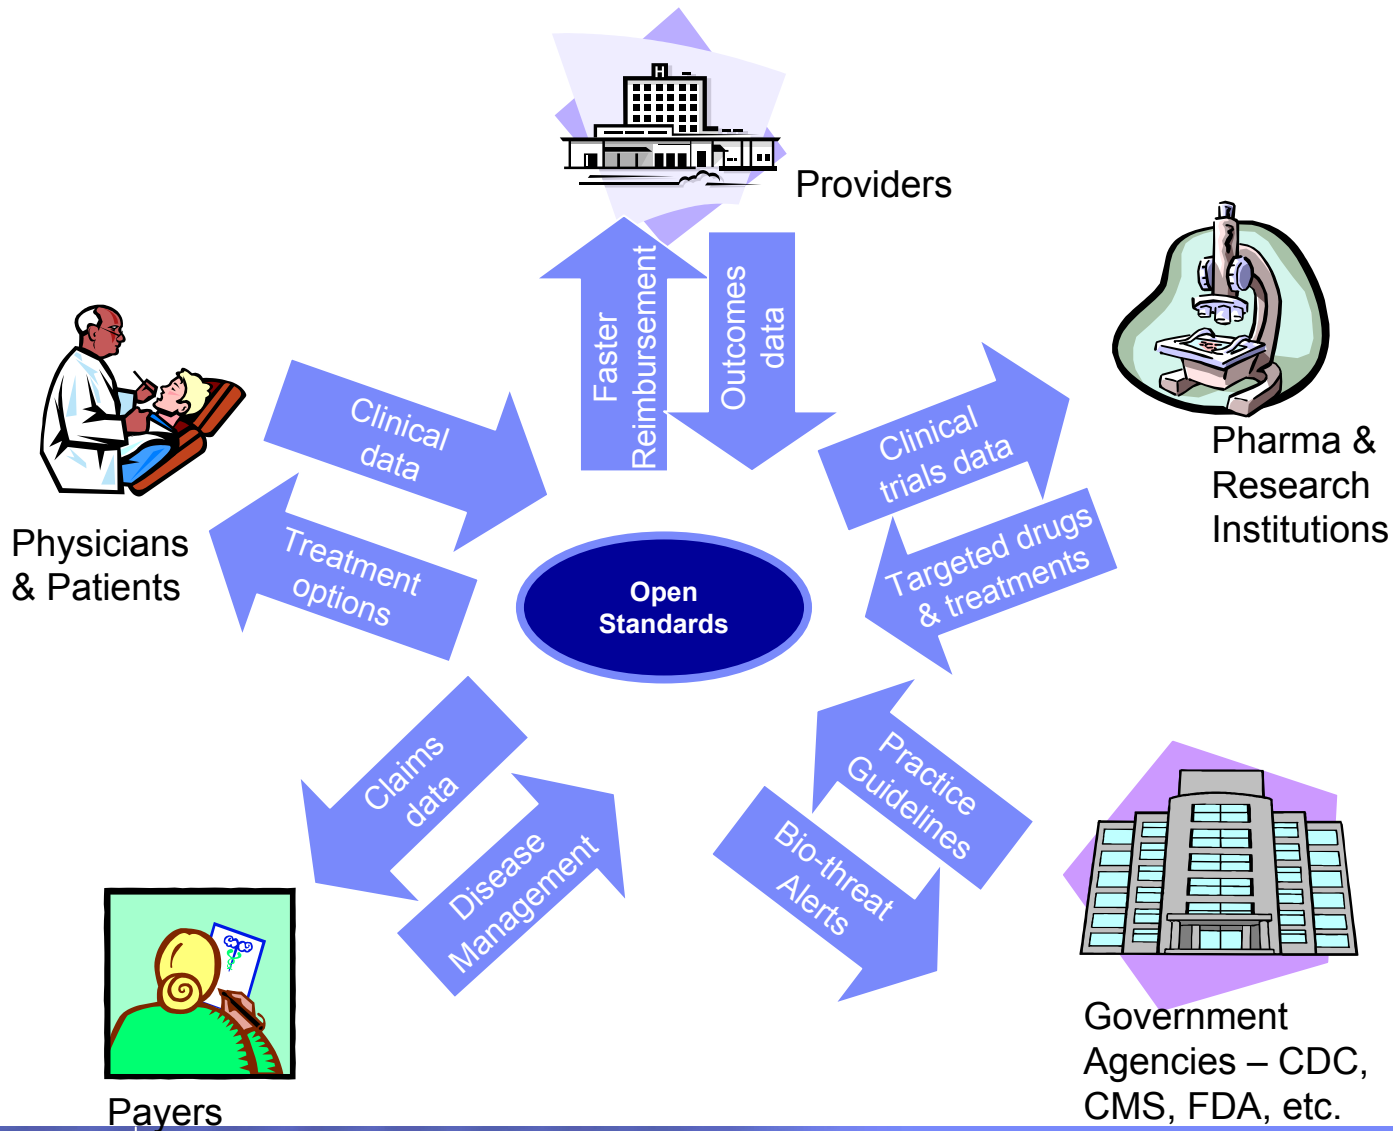 Providers
Faster
Reimbursement
Outcomes
data
Clinical
data
Treatment
options
Physicians
& Patients
Clinical
trials data
Targeted drugs
& treatments
Pharma &
Research
Institutions
Open
Standards
Claims
data
Disease
Management
Practice
Guidelines
Bio-threat
Alerts
Payers
Government
Agencies – CDC,
CMS, FDA, etc.